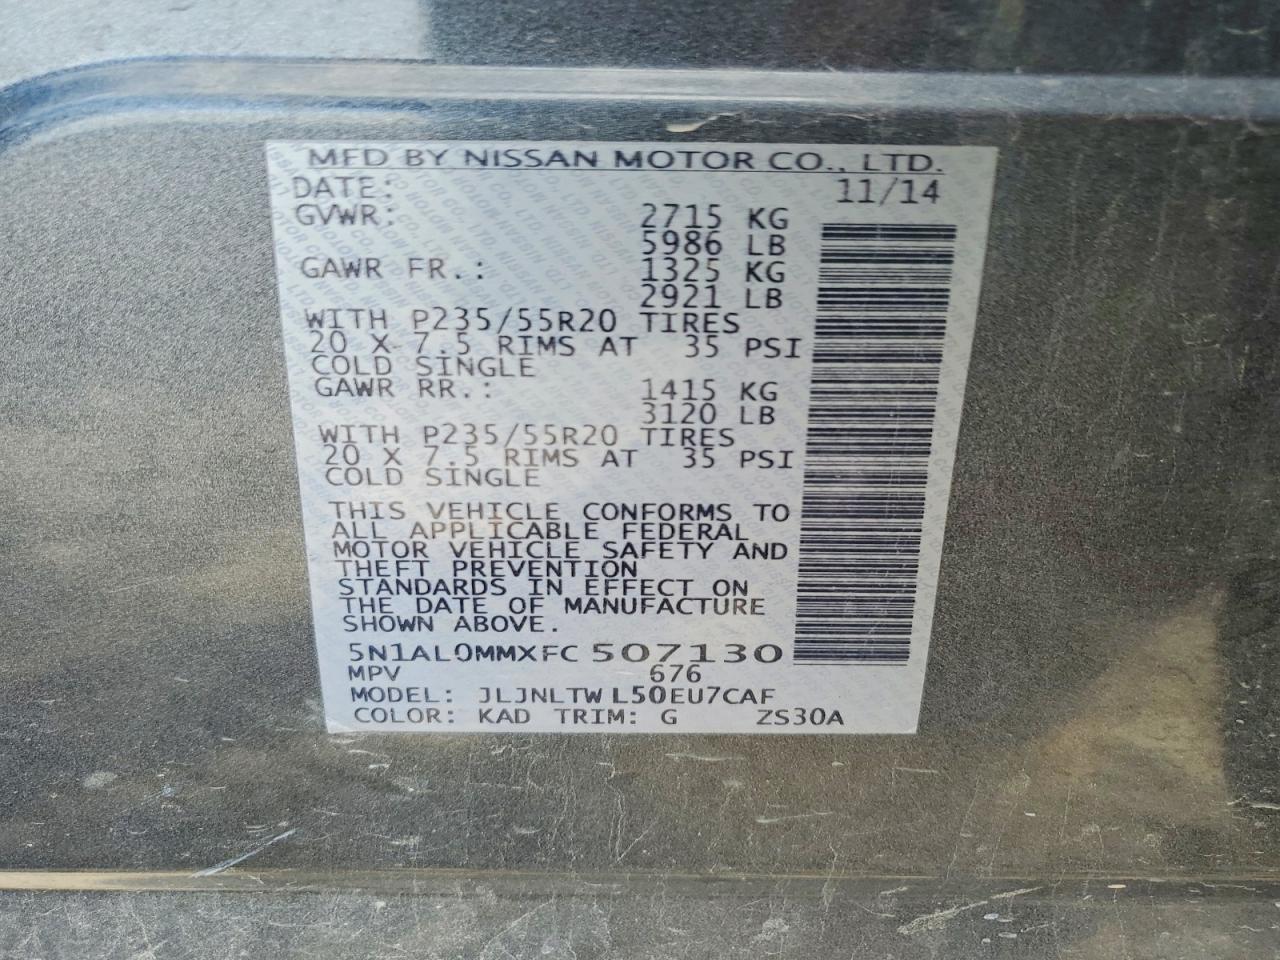 MFD BY NISSAN MOTOR CO., LTD.
DATE: 11/14
GVWR: 2715 KG
5986 LB
GAWR FR.: 1325 KG
2921 LB
WITH P235/55R20 TIRES
20 X 7.5 RIMS AT 35 PSI
COLD SINGLE
GAWR RR.: 1415 KG
3120 LB
WITH P235/55R20 TIRES
20 X 7.5 RIMS AT 35 PSI
COLD SINGLE
THIS VEHICLE CONFORMS TO
ALL APPLICABLE FEDERAL
MOTOR VEHICLE SAFETY AND
THEFT PREVENTION
STANDARDS IN EFFECT ON
THE DATE OF MANUFACTURE
SHOWN ABOVE.
5N1AL0MMXFC507130
MPV 676
MODEL: JLJNLTWL50EU7CAF
COLOR: KAD TRIM: G ZS30A